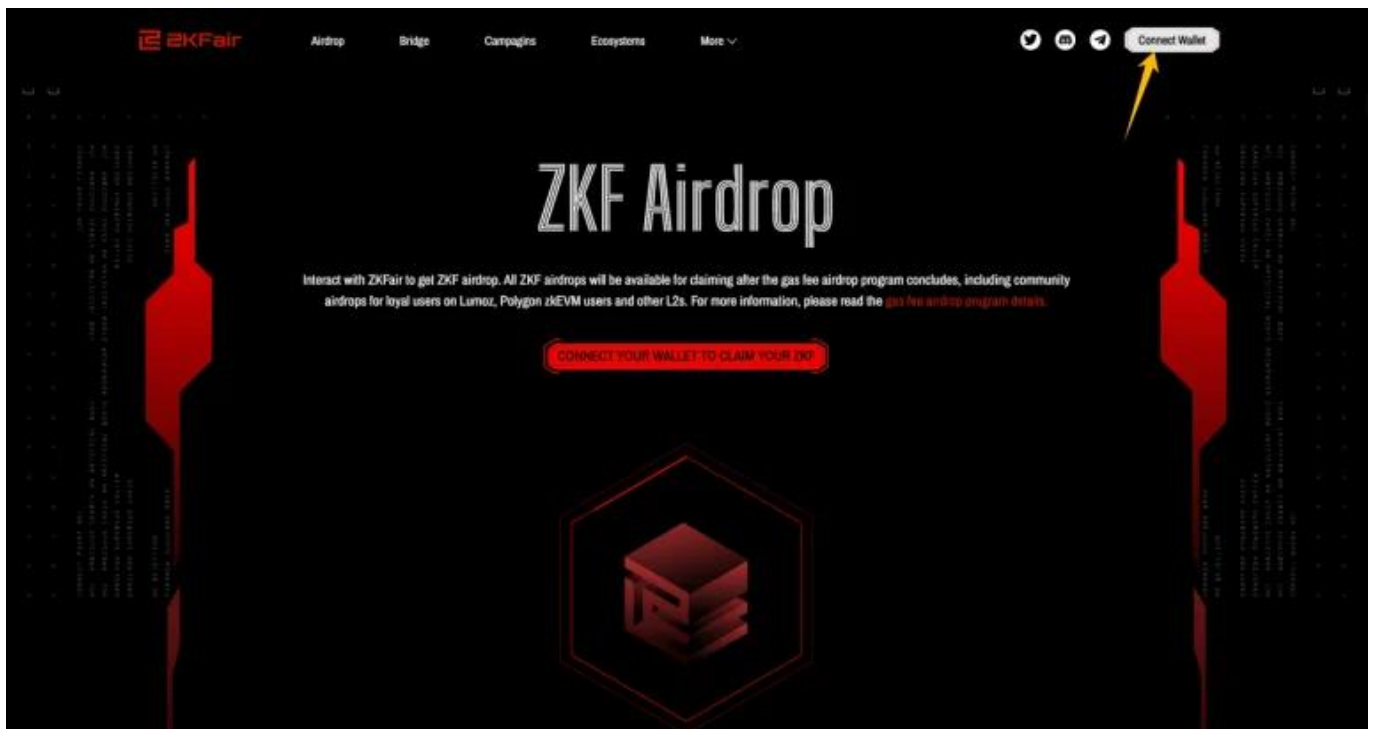 ZKFair
Airdrop
Bridge
Campagins
Ecosystems
More
Connect Wallet
ZKF Airdrop
Interact with ZKFair to get ZKF airdrop. All ZKF airdrops will be available for claiming after the gas fee airdrop program concludes, including community
airdrops for loyal users on Lumoz, Polygon zkEVM users and other L2s. For more information, please read the gas fee airdrop program details.
CONNECT YOUR WALLET TO CLAIM YOUR ZKF